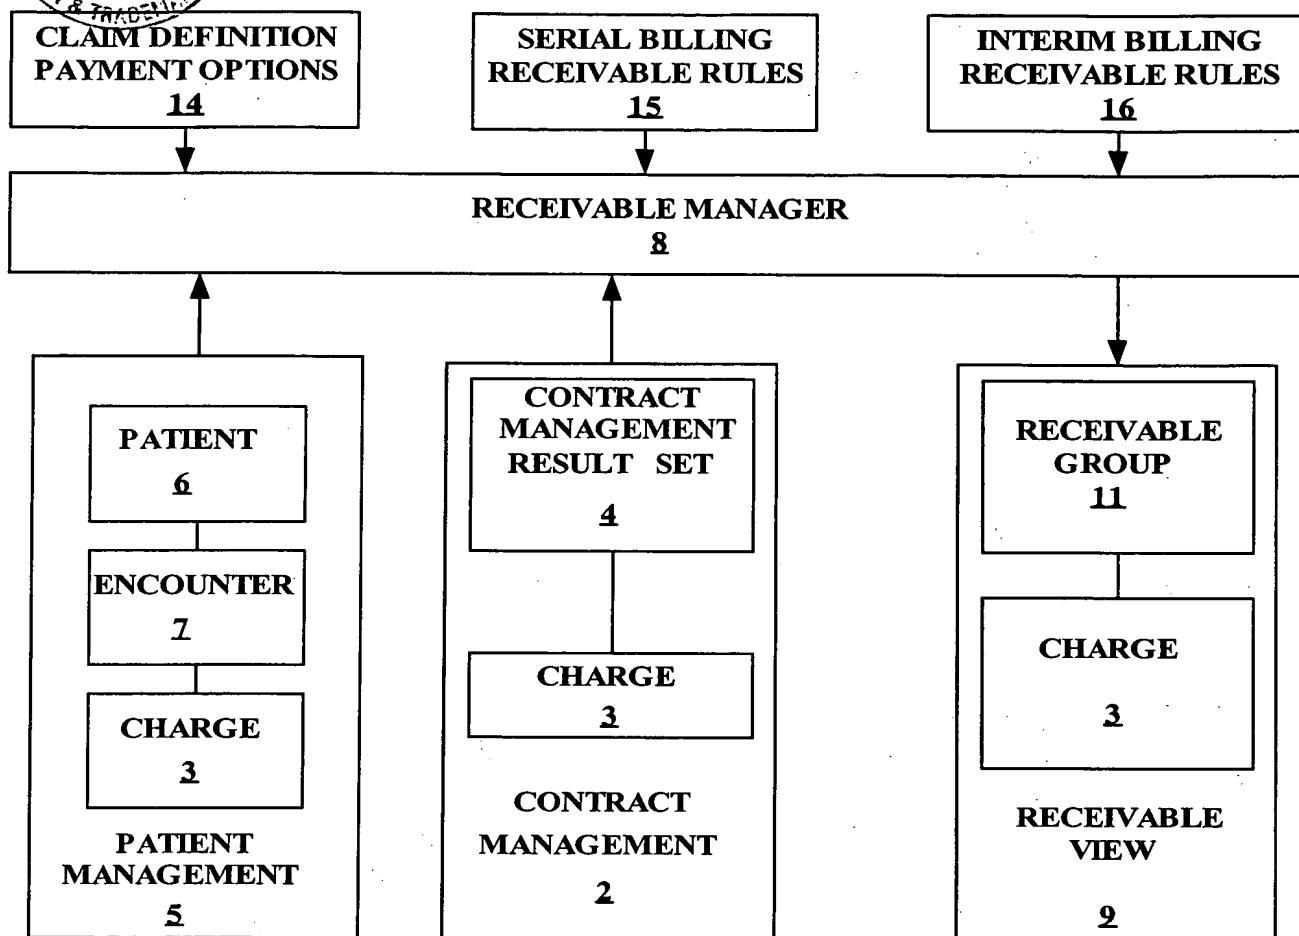 & TRADEM
CLAIM DEFINITION
PAYMENT OPTIONS
14
SERIAL BILLING
RECEIVABLE RULES
15
INTERIM BILLING
RECEIVABLE RULES
16
RECEIVABLE MANAGER
8
PATIENT
6
ENCOUNTER
7
CHARGE
3
PATIENT
MANAGEMENT
5
CONTRACT
MANAGEMENT
RESULT SET
4
CHARGE
3
CONTRACT
MANAGEMENT
2
RECEIVABLE
GROUP
11
CHARGE
3
RECEIVABLE
VIEW
9